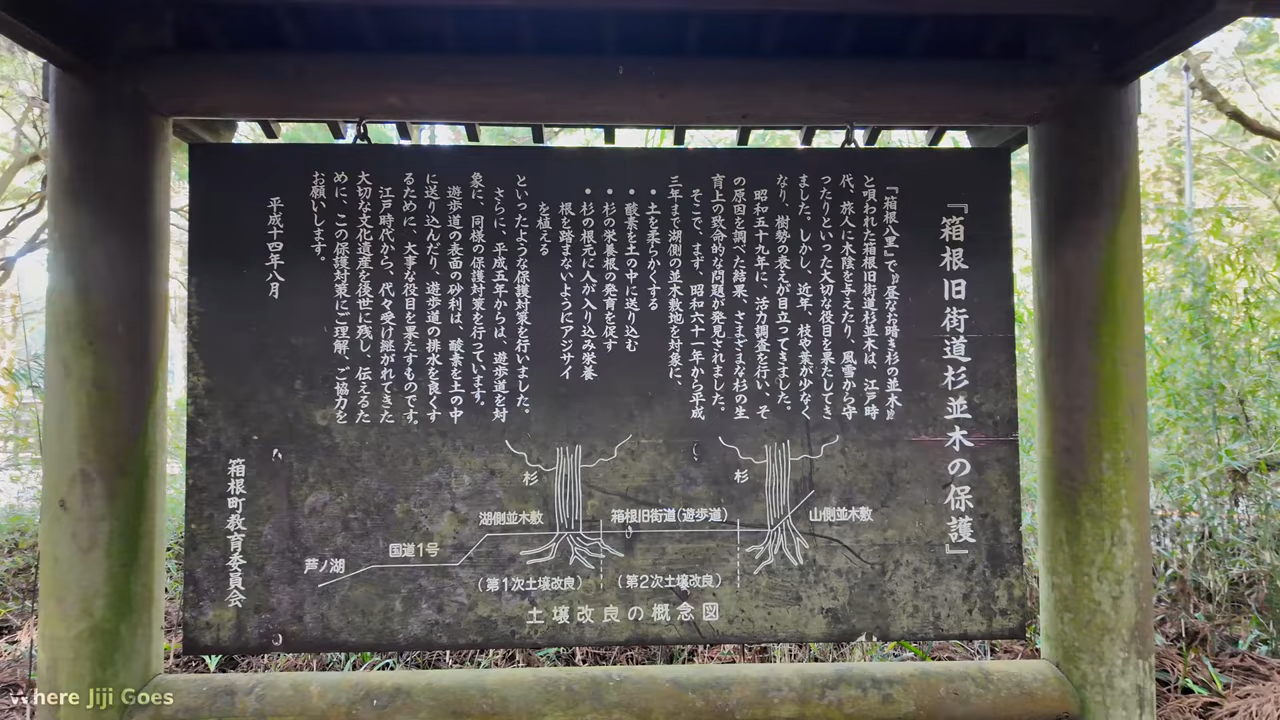 『箱根旧街道杉並木の保護』
『箱根八里』で『昼なお暗き杉の並木』
と唄われた箱根旧街道杉並木は、江戸時
代、旅人に木陰を与えたり、風雪から守
ったりといった大切な役目を果たしてき
ました。しかし、近年、枝や葉が少なく
なり、樹勢の衰えが目立ってきました。
昭和五十九年に、活力調査を行い、そ
の原因を調べた結果、さまざまな杉の生
育上の致命的な問題が発見されました。
そこで、まず、昭和六十一年から平成
三年まで湖側の並木敷地を対象に、
・土を柔らかくする
・酸素を土の中に送り込む
・杉の栄養根の発育を促す
・杉の根元に人が入り込み栄養
根を踏まないようにアジサイ
を植える
といったような保護対策を行いました。
さらに、平成五年からは、遊歩道を対
象に、同様の保護対策を行っています。
遊歩道の表面の砂利は、酸素を土の中
に送り込んだり、遊歩道の排水を良くす
るために、大事な役目を果たすものです。
江戸時代から、代々受け継がれてきた
大切な文化遺産を後世に残し、伝えるた
めに、この保護対策にご理解、ご協力を
お願いします。
平成十四年八月
箱根町教育委員会
杉
杉
湖側並木敷
箱根旧街道(遊歩道)
山側並木敷
芦ノ湖
国道1号
(第1次土壌改良)
(第2次土壌改良)
土壌改良の概念図
Where Jiji Goes